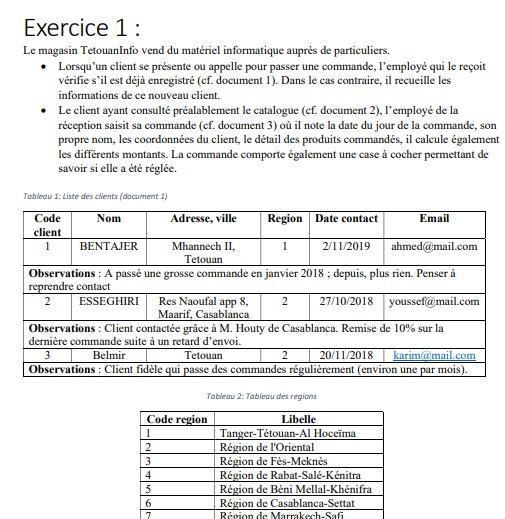 Exercice 1 :
Le magasin TetouanInfo vend du matériel informatique auprès de particuliers.
• Lorsqu'un client se présente ou appelle pour passer une commande, l'employé qui le reçoit
vérifie s'il est déjà enregistré (cf. document 1). Dans le cas contraire, il recueille les
informations de ce nouveau client.
• Le client ayant consulté préalablement le catalogue (cf. document 2), l'employé de la
réception saisit sa commande (cf. document 3) où il note la date du jour de la commande, son
propre nom, les coordonnées du client, le détail des produits commandés, il calcule également
les différents montants. La commande comporte également une case à cocher permettant de
savoir si elle a été réglée.
Tableau 1: Liste des clients (document 1)
Code client Nom Adresse, ville Region Date contact Email
1 BENTAJER Mhannech II, Tetouan 1 2/11/2019 ahmed@mail.com
Observations : A passé une grosse commande en janvier 2018 ; depuis, plus rien. Penser à
reprendre contact
2 ESSEGHIRI Res Naoufal app 8, Maarif, Casablanca 2 27/10/2018 youssef@mail.com
Observations : Client contactée grâce à M. Houty de Casablanca. Remise de 10% sur la
dernière commande suite à un retard d'envoi.
3 Belmir Tetouan 2 20/11/2018 karim@mail.com
Observations : Client fidèle qui passe des commandes régulièrement (environ une par mois).
Tableau 2: Tableau des regions
Code region Libelle
1 Tanger-Tétouan-Al Hoceïma
2 Région de l'Oriental
3 Région de Fès-Meknès
4 Région de Rabat-Salé-Kénitra
5 Région de Béni Mellal-Khénifra
6 Région de Casablanca-Settat
7 Région de Marrakech-Safi